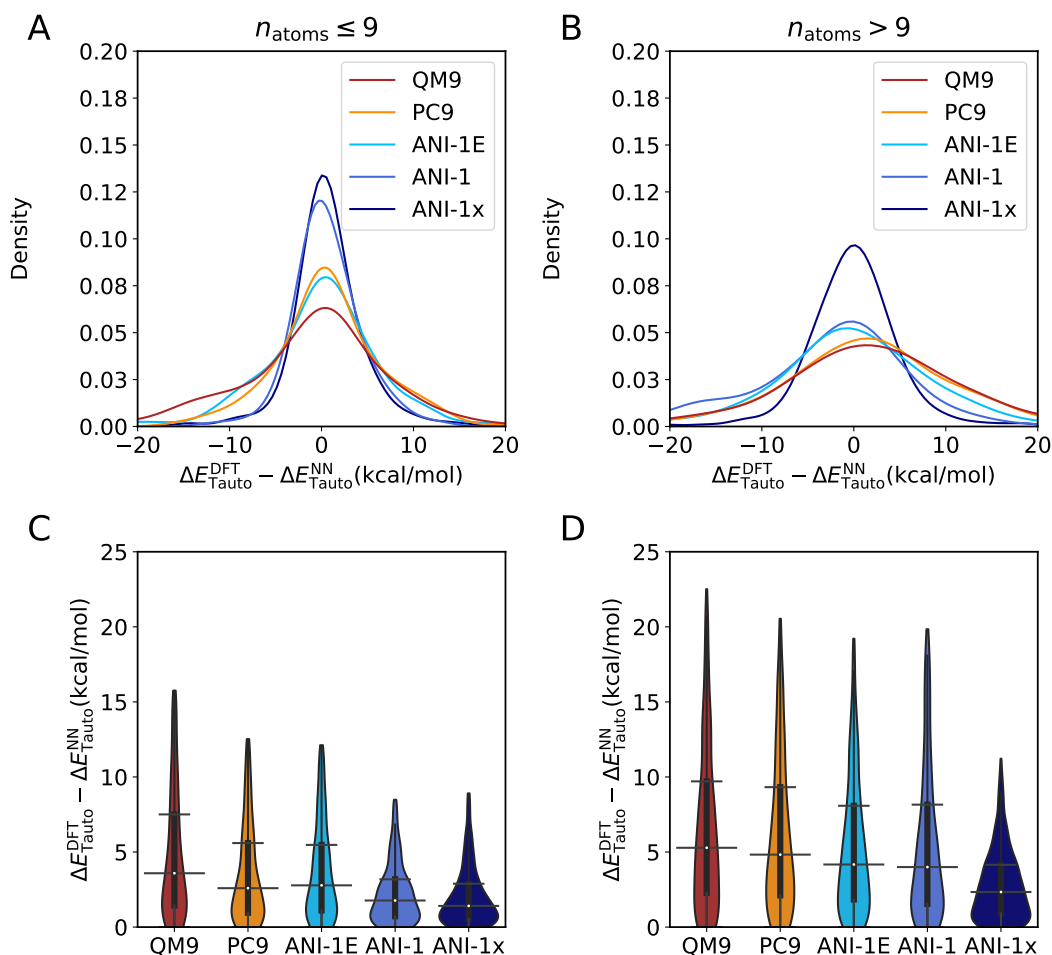 A
n_atoms ≤ 9
0.20
0.18
0.15
0.12
0.10
0.08
0.05
0.03
0.00
Density
QM9
PC9
ANI-1E
ANI-1
ANI-1x
−20
−10
0
10
20
ΔE^DFT_Tauto − ΔE^NN_Tauto(kcal/mol)
B
n_atoms > 9
0.20
0.18
0.15
0.12
0.10
0.08
0.05
0.03
0.00
Density
QM9
PC9
ANI-1E
ANI-1
ANI-1x
−20
−10
0
10
20
ΔE^DFT_Tauto − ΔE^NN_Tauto(kcal/mol)
C
25
20
15
10
5
0
ΔE^DFT_Tauto − ΔE^NN_Tauto(kcal/mol)
QM9
PC9
ANI-1E
ANI-1
ANI-1x
D
25
20
15
10
5
0
ΔE^DFT_Tauto − ΔE^NN_Tauto(kcal/mol)
QM9
PC9
ANI-1E
ANI-1
ANI-1x